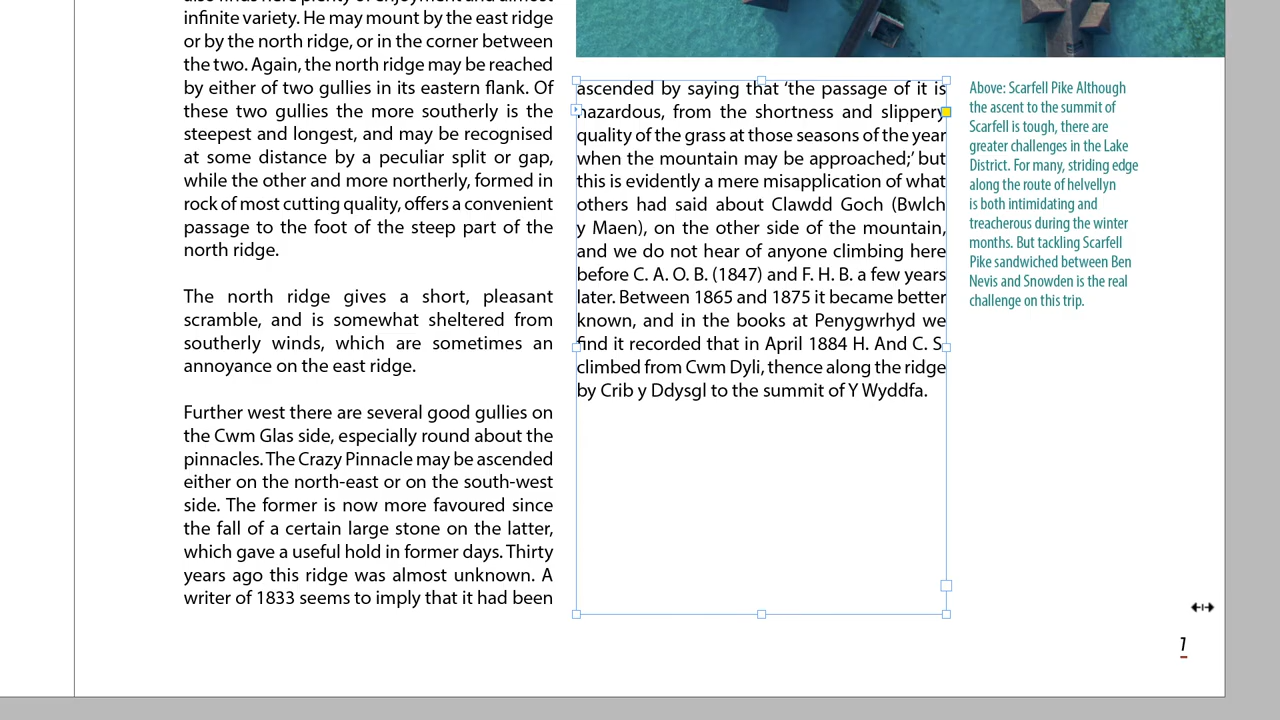 infinite variety. He may mount by the east ridge
or by the north ridge, or in the corner between
the two. Again, the north ridge may be reached
by either of two gullies in its eastern flank. Of
these two gullies the more southerly is the
steepest and longest, and may be recognised
at some distance by a peculiar split or gap,
while the other and more northerly, formed in
rock of most cutting quality, offers a convenient
passage to the foot of the steep part of the
north ridge.
The north ridge gives a short, pleasant
scramble, and is somewhat sheltered from
southerly winds, which are sometimes an
annoyance on the east ridge.
Further west there are several good gullies on
the Cwm Glas side, especially round about the
pinnacles. The Crazy Pinnacle may be ascended
either on the north-east or on the south-west
side. The former is now more favoured since
the fall of a certain large stone on the latter,
which gave a useful hold in former days. Thirty
years ago this ridge was almost unknown. A
writer of 1833 seems to imply that it had been
ascended by saying that ‘the passage of it is
hazardous, from the shortness and slippery
quality of the grass at those seasons of the year
when the mountain may be approached;’ but
this is evidently a mere misapplication of what
others had said about Clawdd Goch (Bwlch
y Maen), on the other side of the mountain,
and we do not hear of anyone climbing here
before C. A. O. B. (1847) and F. H. B. a few years
later. Between 1865 and 1875 it became better
known, and in the books at Penygwrhyd we
find it recorded that in April 1884 H. And C. S.
climbed from Cwm Dyli, thence along the ridge
by Crib y Ddysgl to the summit of Y Wyddfa.
Above: Scarfell Pike Although
the ascent to the summit of
Scarfell is tough, there are
greater challenges in the Lake
District. For many, striding edge
along the route of helvellyn
is both intimidating and
treacherous during the winter
months. But tackling Scarfell
Pike sandwiched between Ben
Nevis and Snowden is the real
challenge on this trip.
1